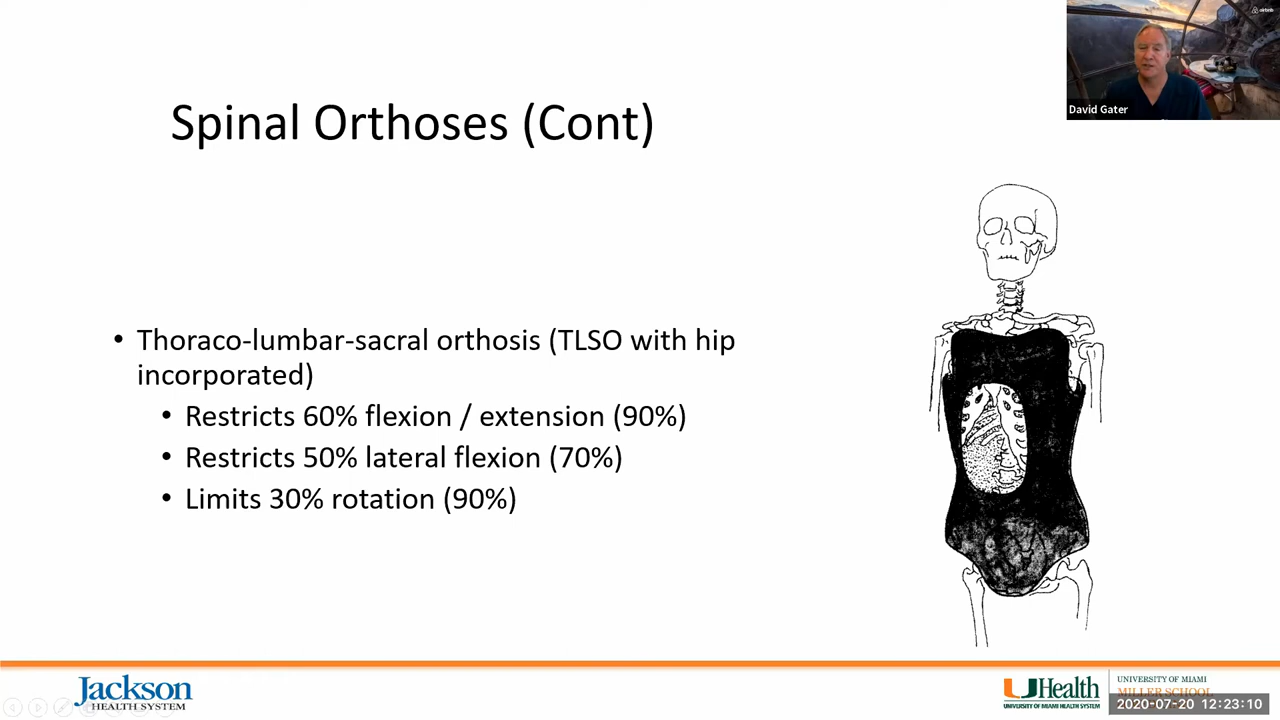 airbnb
David Gater
Spinal Orthoses (Cont)
• Thoraco-lumbar-sacral orthosis (TLSO with hip
incorporated)
• Restricts 60% flexion / extension (90%)
• Restricts 50% lateral flexion (70%)
• Limits 30% rotation (90%)
Jackson
HEALTH SYSTEM
UHealth
UNIVERSITY OF MIAMI HEALTH SYSTEM
UNIVERSITY OF MIAMI
MILLER SCHOOL
2020-07-20 12:23:10